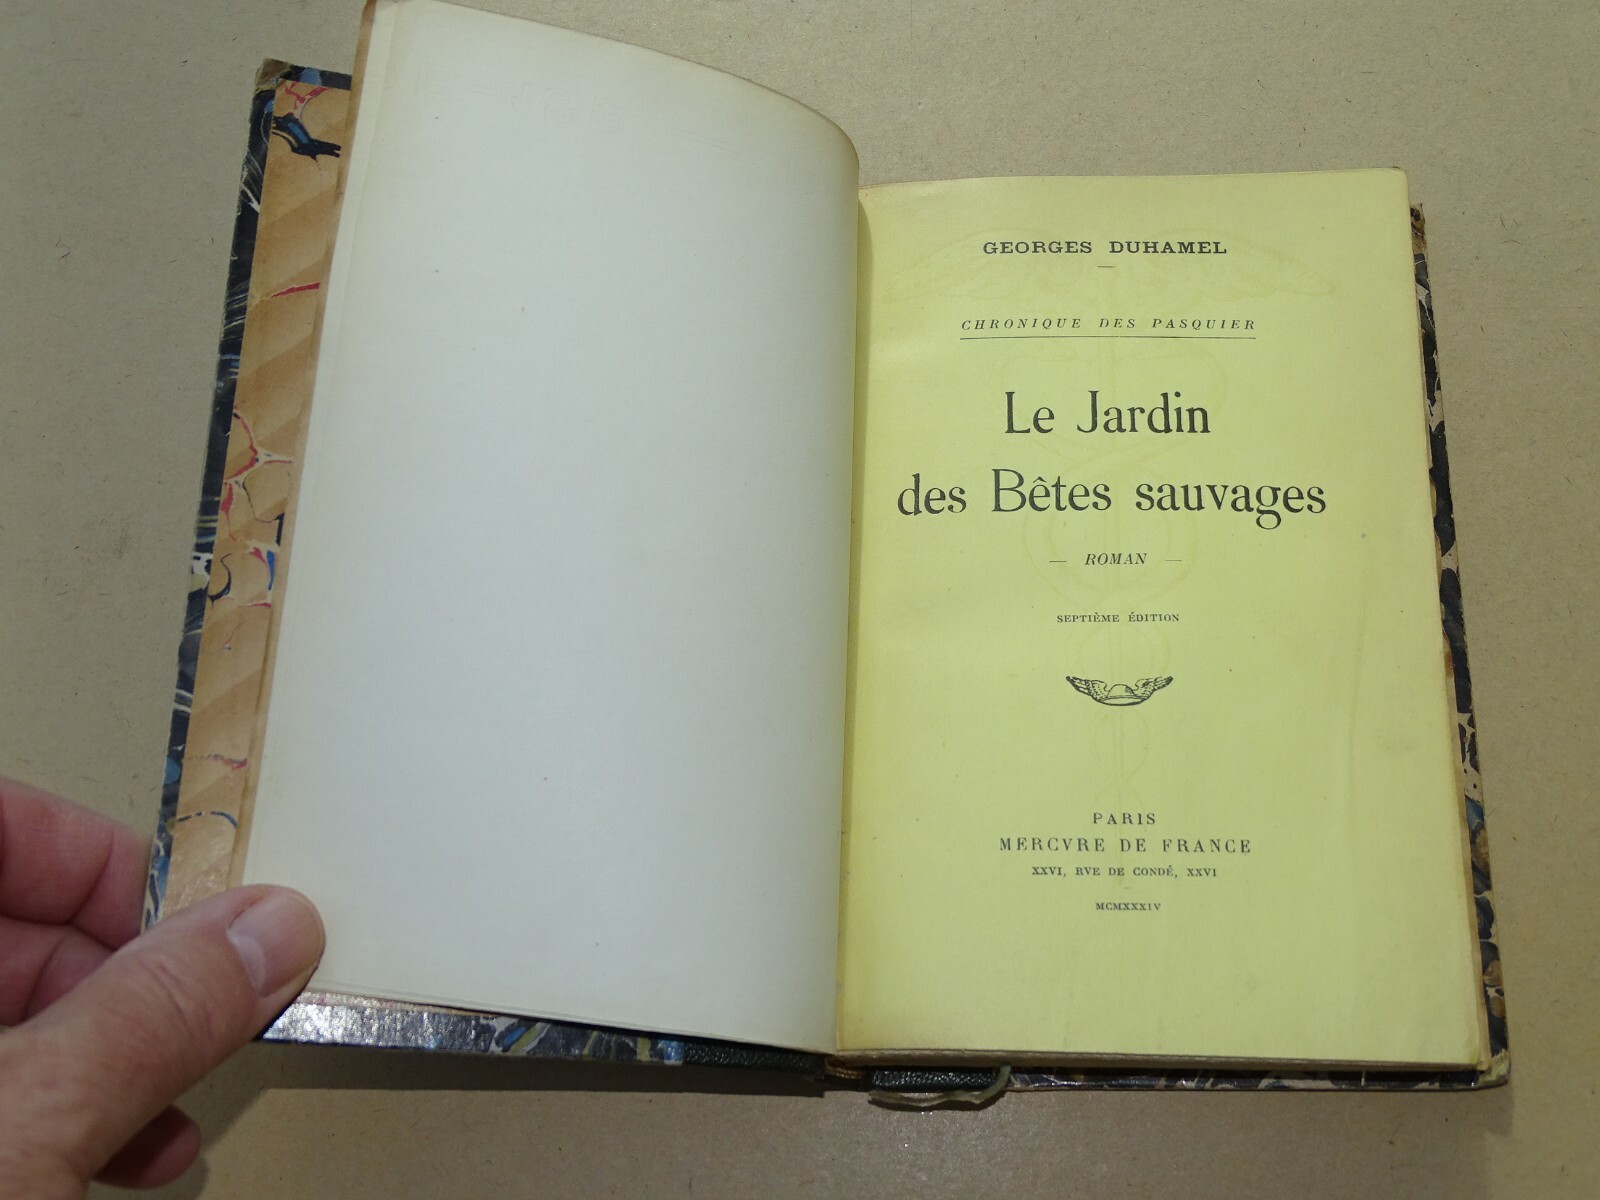 GEORGES DUHAMEL
CHRONIQUE DES PASQUIER
Le Jardin
des Bêtes sauvages
— ROMAN —
SEPTIÈME ÉDITION
PARIS
MERCVRE DE FRANCE
XXVI, RVE DE CONDÉ, XXVI
MCMXXXIV